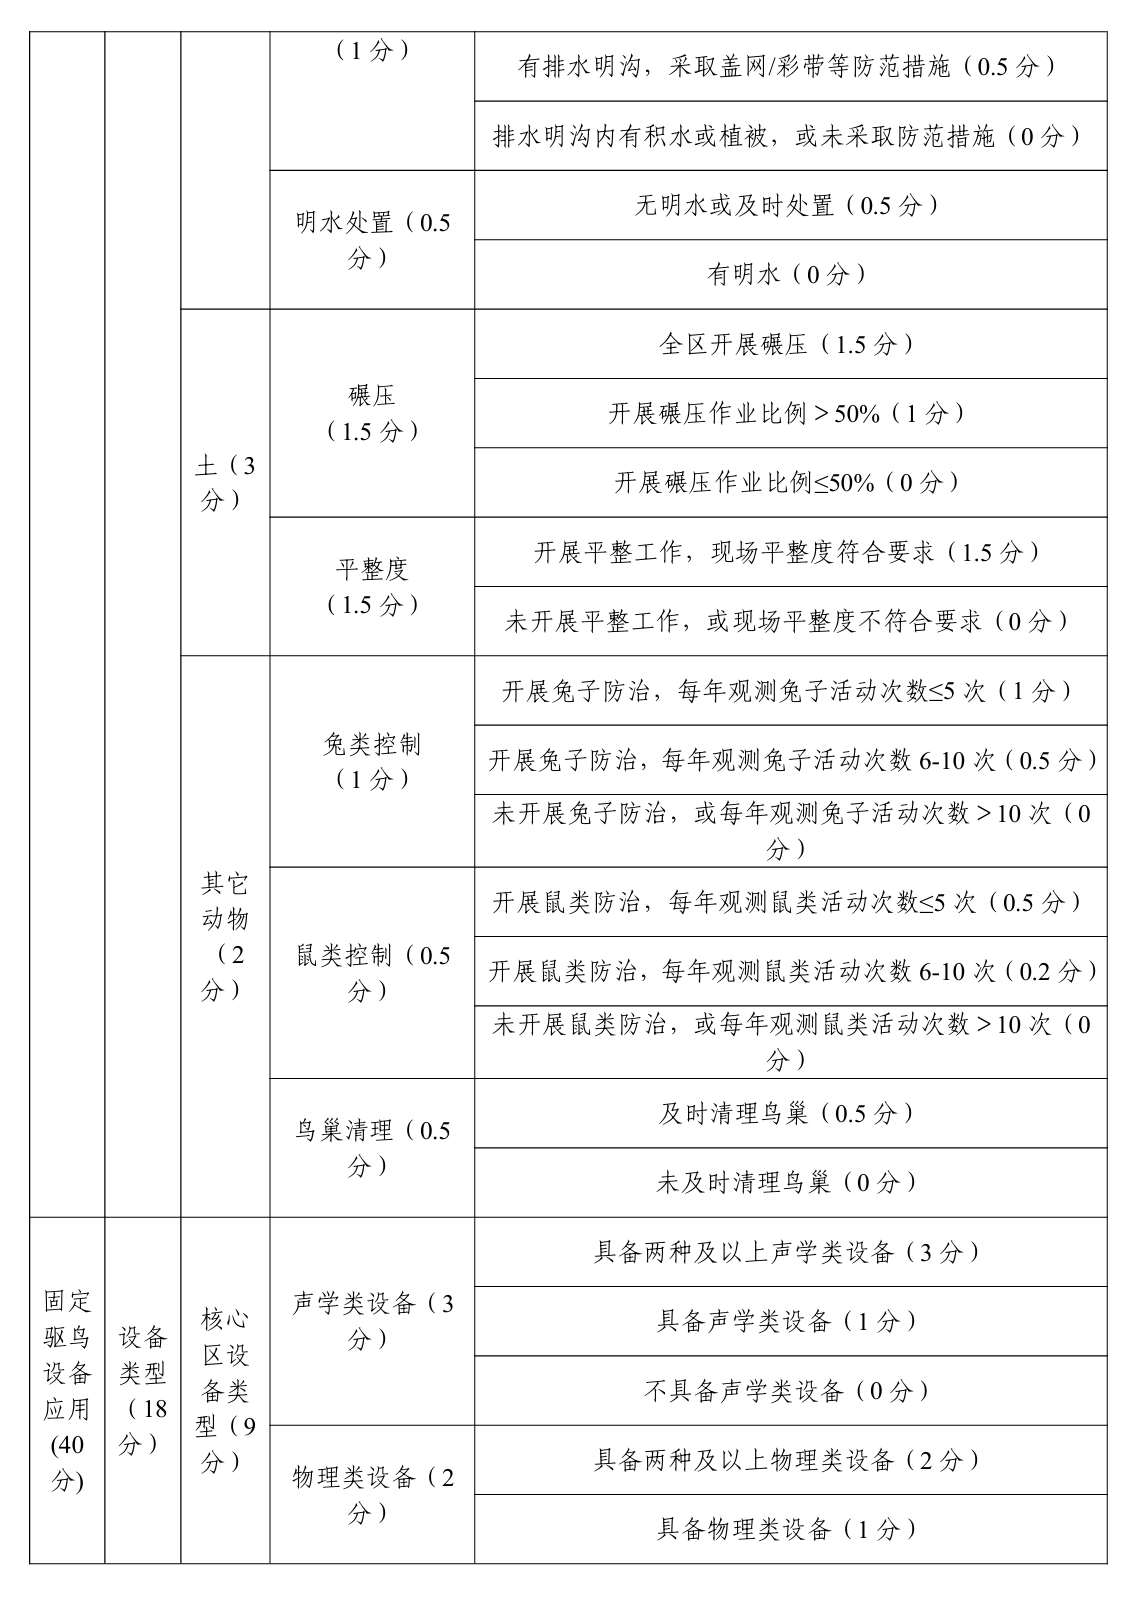 （1 分）
有排水明沟，采取盖网/彩带等防范措施（0.5 分）
排水明沟内有积水或植被，或未采取防范措施（0 分）
明水处置（0.5
分）
无明水或及时处置（0.5 分）
有明水（0 分）
土（3
分）
碾压
（1.5 分）
全区开展碾压（1.5 分）
开展碾压作业比例＞50%（1 分）
开展碾压作业比例≤50%（0 分）
平整度
（1.5 分）
开展平整工作，现场平整度符合要求（1.5 分）
未开展平整工作，或现场平整度不符合要求（0 分）
其它
动物
（2
分）
兔类控制
（1 分）
开展兔子防治，每年观测兔子活动次数≤5 次（1 分）
开展兔子防治，每年观测兔子活动次数 6-10 次（0.5 分）
未开展兔子防治，或每年观测兔子活动次数＞10 次（0
分）
鼠类控制（0.5
分）
开展鼠类防治，每年观测鼠类活动次数≤5 次（0.5 分）
开展鼠类防治，每年观测鼠类活动次数 6-10 次（0.2 分）
未开展鼠类防治，或每年观测鼠类活动次数＞10 次（0
分）
鸟巢清理（0.5
分）
及时清理鸟巢（0.5 分）
未及时清理鸟巢（0 分）
固定
驱鸟
设备
应用
(40
分)
设备
类型
（18
分）
核心
区设
备类
型（9
分）
声学类设备（3
分）
具备两种及以上声学类设备（3 分）
具备声学类设备（1 分）
不具备声学类设备（0 分）
物理类设备（2
分）
具备两种及以上物理类设备（2 分）
具备物理类设备（1 分）